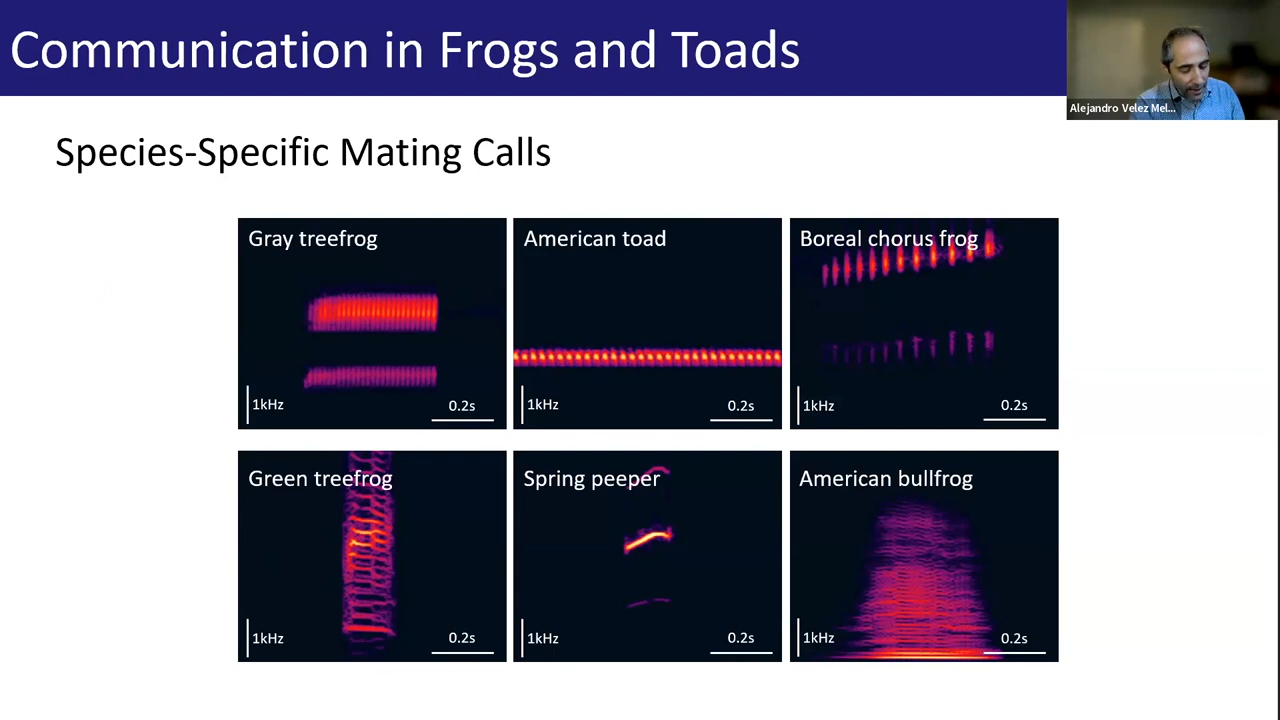 Communication in Frogs and Toads
Alejandro Velez Mel...
Species-Specific Mating Calls
Gray treefrog
American toad
Boreal chorus frog
1kHz
0.2s
1kHz
0.2s
1kHz
0.2s
Green treefrog
Spring peeper
American bullfrog
1kHz
0.2s
1kHz
0.2s
1kHz
0.2s